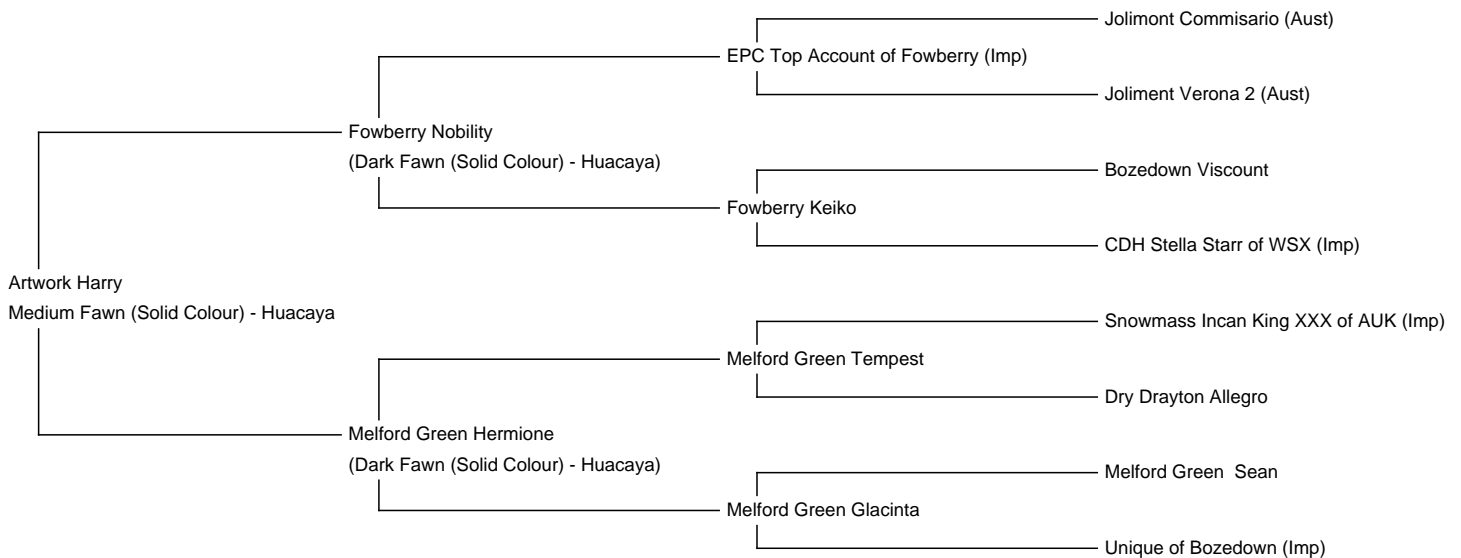 Jolimont Commisario (Aust)
EPC Top Account of Fowberry (Imp)
Joliment Verona 2 (Aust)
Fowberry Nobility
(Dark Fawn (Solid Colour) - Huacaya)
Bozedown Viscount
Fowberry Keiko
CDH Stella Starr of WSX (Imp)
Artwork Harry
Medium Fawn (Solid Colour) - Huacaya
Snowmass Incan King XXX of AUK (Imp)
Melford Green Tempest
Dry Drayton Allegro
Melford Green Hermione
(Dark Fawn (Solid Colour) - Huacaya)
Melford Green  Sean
Melford Green Glacinta
Unique of Bozedown (Imp)